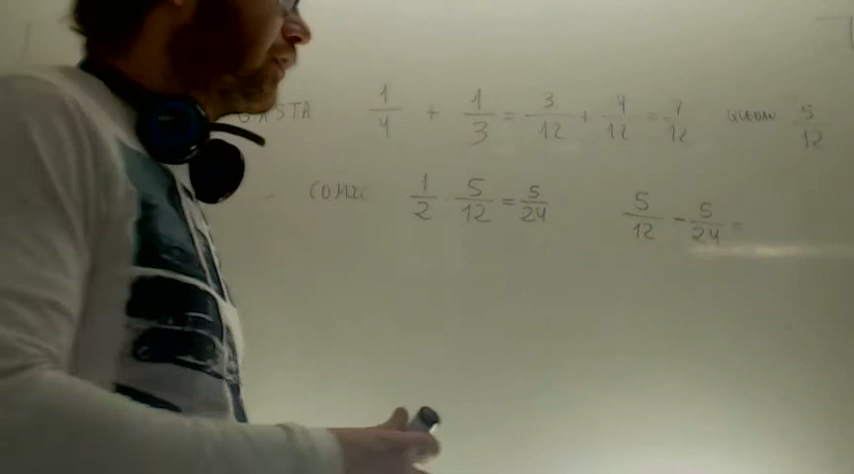 GASTA 1/4 + 1/3 = 3/12 + 4/12 = 7/12 QUEDAN 5/12
COMIC 1/2 · 5/12 = 5/24 5/12 - 5/24 =